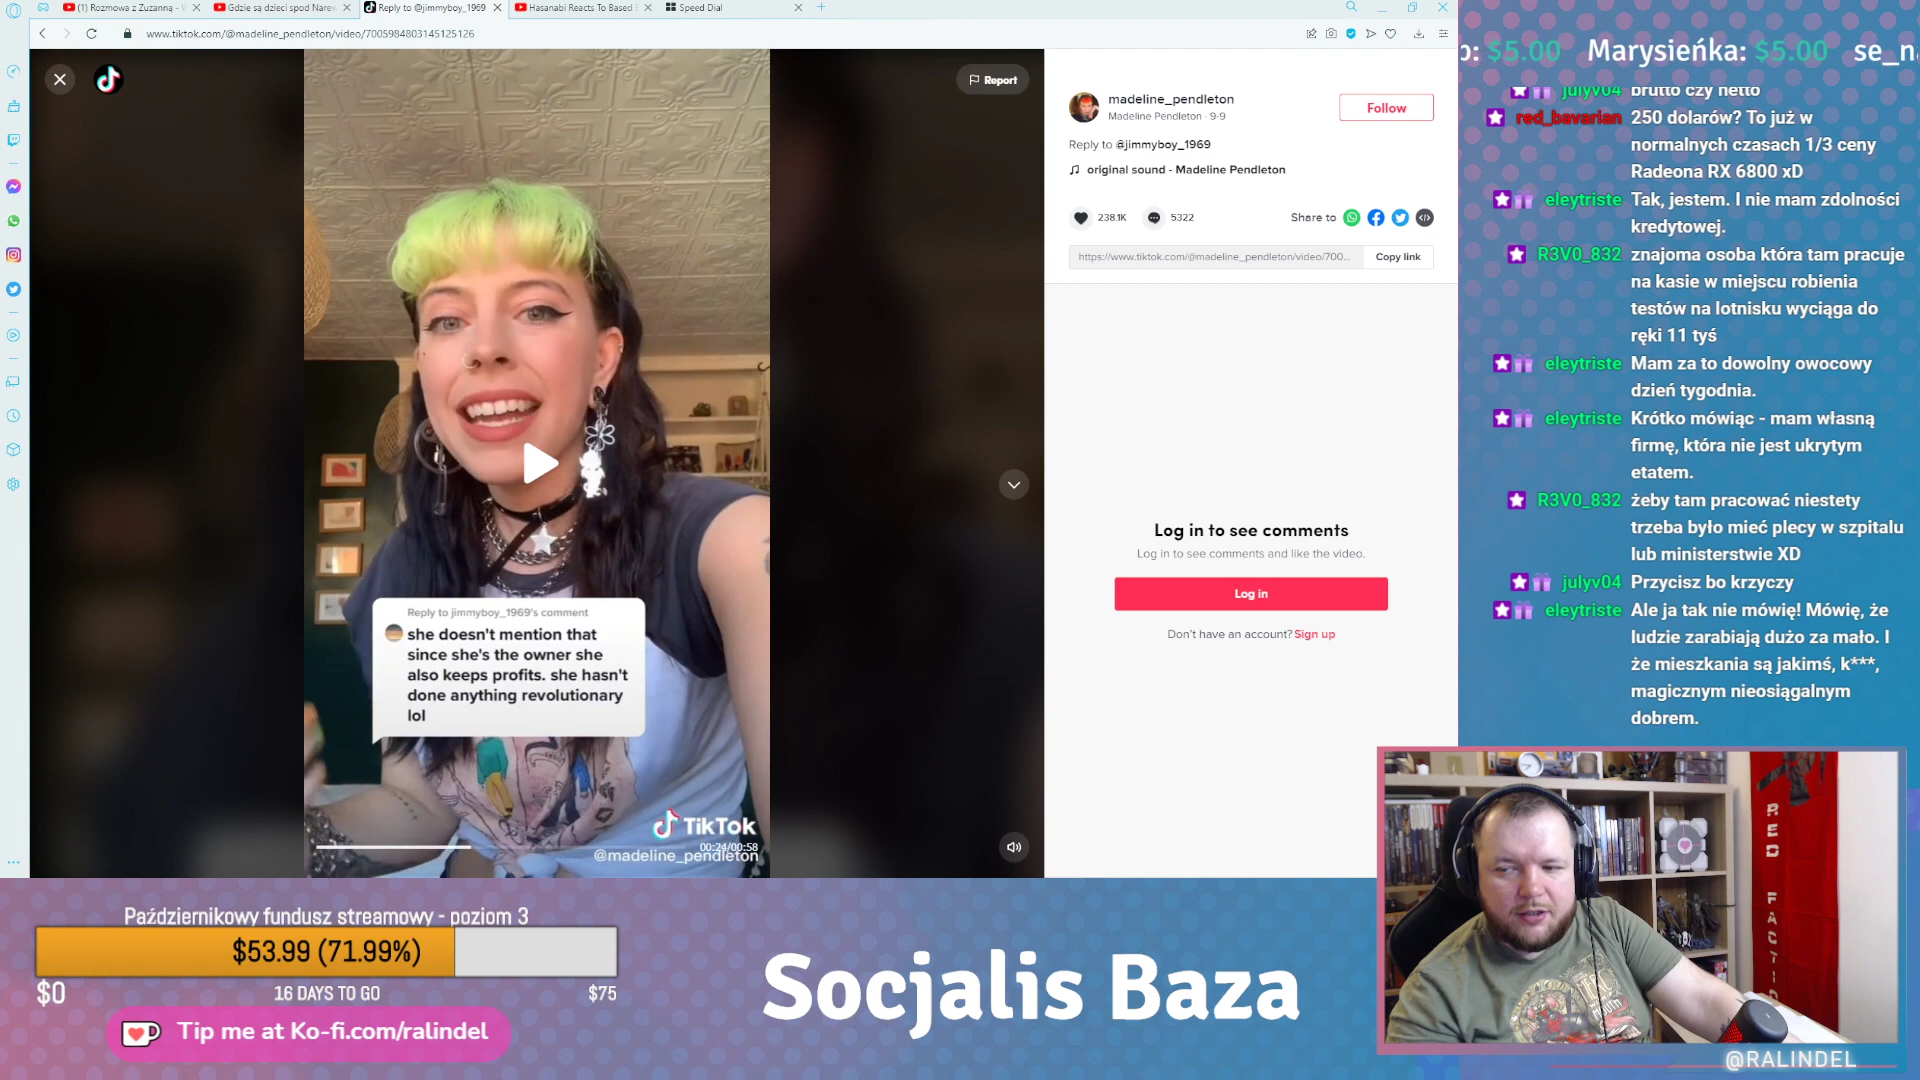 (1) Rozmowa z Zuzanną -
Gdzie są dzieci spod Narew
Reply to @jimmyboy_1969
Hasanabi Reacts To Based
Speed Dial
www.tiktok.com/@madeline_pendleton/video/7005984803145125126
Report
Reply to jimmyboy_1969's comment
she doesn't mention that
since she's the owner she
also keeps profits. she hasn't
done anything revolutionary
lol
TikTok
00:24/00:58
@madeline_pendleton
madeline_pendleton
Madeline Pendleton · 9-9
Follow
Reply to @jimmyboy_1969
original sound - Madeline Pendleton
238.1K
5322
Share to
https://www.tiktok.com/@madeline_pendleton/video/700...
Copy link
Log in to see comments
Log in to see comments and like the video.
Log in
Don't have an account? Sign up
$5.00 Marysieńka: $5.00 se_n
julyv04 brutto czy netto
red_bavarian 250 dolarów? To już w
normalnych czasach 1/3 ceny
Radeona RX 6800 xD
eleytriste Tak, jestem. I nie mam zdolności
kredytowej.
R3V0_832 znajoma osoba która tam pracuje
na kasie w miejscu robienia
testów na lotnisku wyciąga do
ręki 11 tyś
eleytriste Mam za to dowolny owocowy
dzień tygodnia.
eleytriste Krótko mówiąc - mam własną
firmę, która nie jest ukrytym
etatem.
R3V0_832 żeby tam pracować niestety
trzeba było mieć plecy w szpitalu
lub ministerstwie XD
julyv04 Przycisz bo krzyczy
eleytriste Ale ja tak nie mówię! Mówię, że
ludzie zarabiają dużo za mało. I
że mieszkania są jakimś, k***,
magicznym nieosiągalnym
dobrem.
RED FACTI
@RALINDEL
Październikowy fundusz streamowy - poziom 3
$53.99 (71.99%)
$0
16 DAYS TO GO
$75
Tip me at Ko-fi.com/ralindel
Socjalis Baza